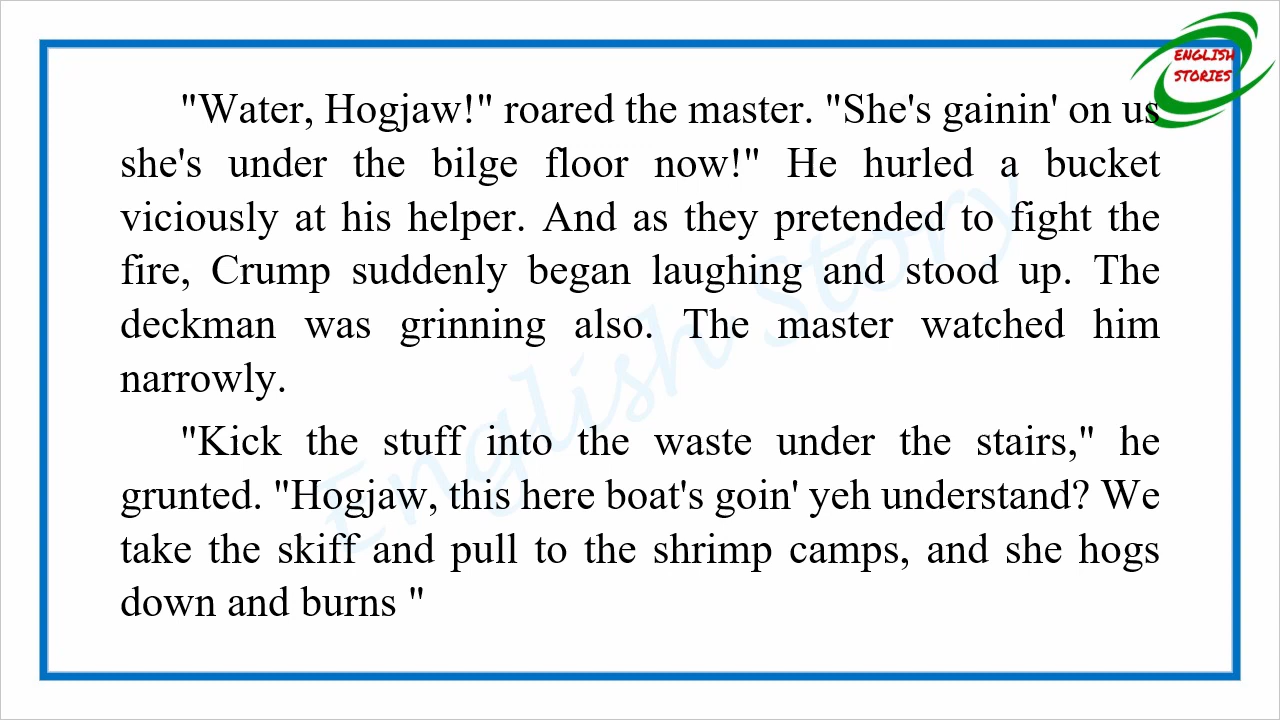 ENGLISH
STORIES
"Water, Hogjaw!" roared the master. "She's gainin' on us
she's under the bilge floor now!" He hurled a bucket
viciously at his helper. And as they pretended to fight the
fire, Crump suddenly began laughing and stood up. The
deckman was grinning also. The master watched him
narrowly.
"Kick the stuff into the waste under the stairs," he
grunted. "Hogjaw, this here boat's goin' yeh understand? We
take the skiff and pull to the shrimp camps, and she hogs
down and burns "
English Story